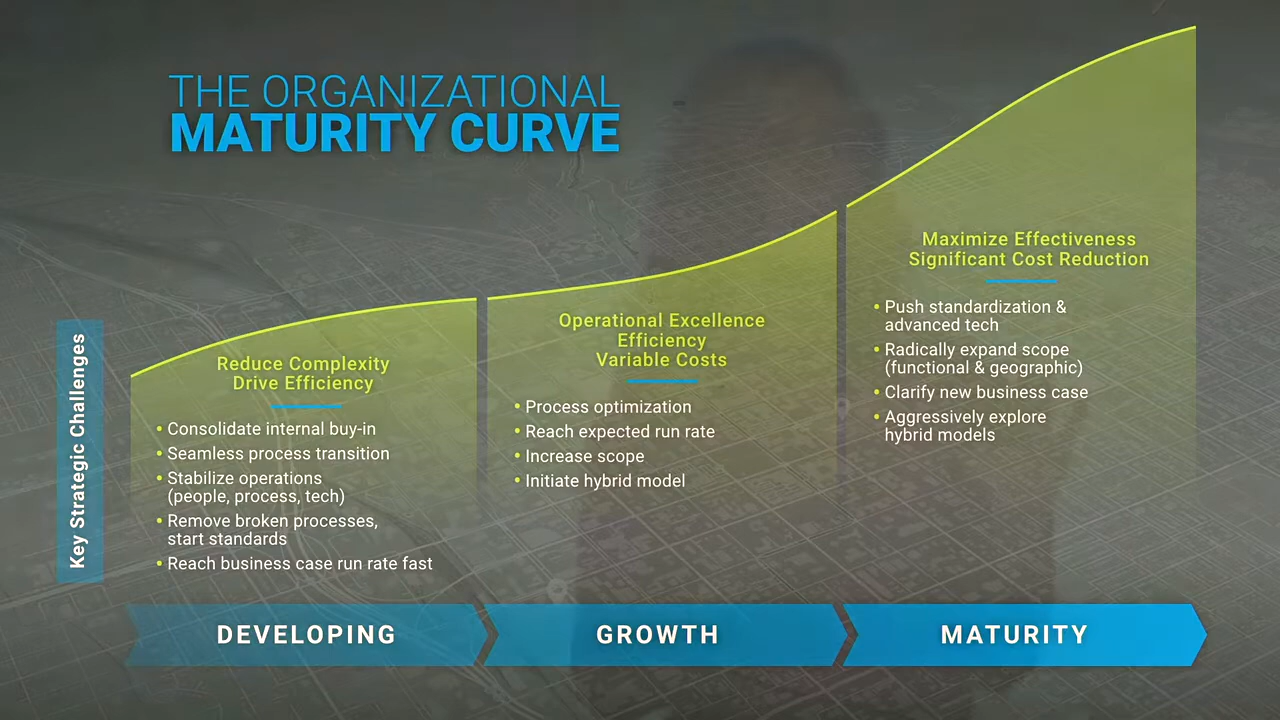 THE ORGANIZATIONAL
MATURITY CURVE
Key Strategic Challenges
Reduce Complexity
Drive Efficiency
• Consolidate internal buy-in
• Seamless process transition
• Stabilize operations
(people, process, tech)
• Remove broken processes,
start standards
• Reach business case run rate fast
Operational Excellence
Efficiency
Variable Costs
• Process optimization
• Reach expected run rate
• Increase scope
• Initiate hybrid model
Maximize Effectiveness
Significant Cost Reduction
• Push standardization &
advanced tech
• Radically expand scope
(functional & geographic)
• Clarify new business case
• Aggressively explore
hybrid models
DEVELOPING
GROWTH
MATURITY